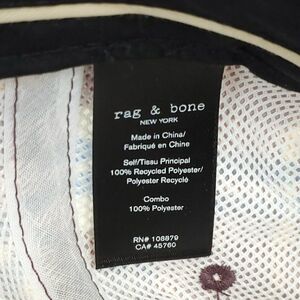 rag & bone
NEW YORK
Made in China/
Fabriqué en Chine
Self/Tissu Principal
100% Recycled Polyester/
Polyester Recyclé
Combo
100% Polyester
RN# 108879
CA# 45760